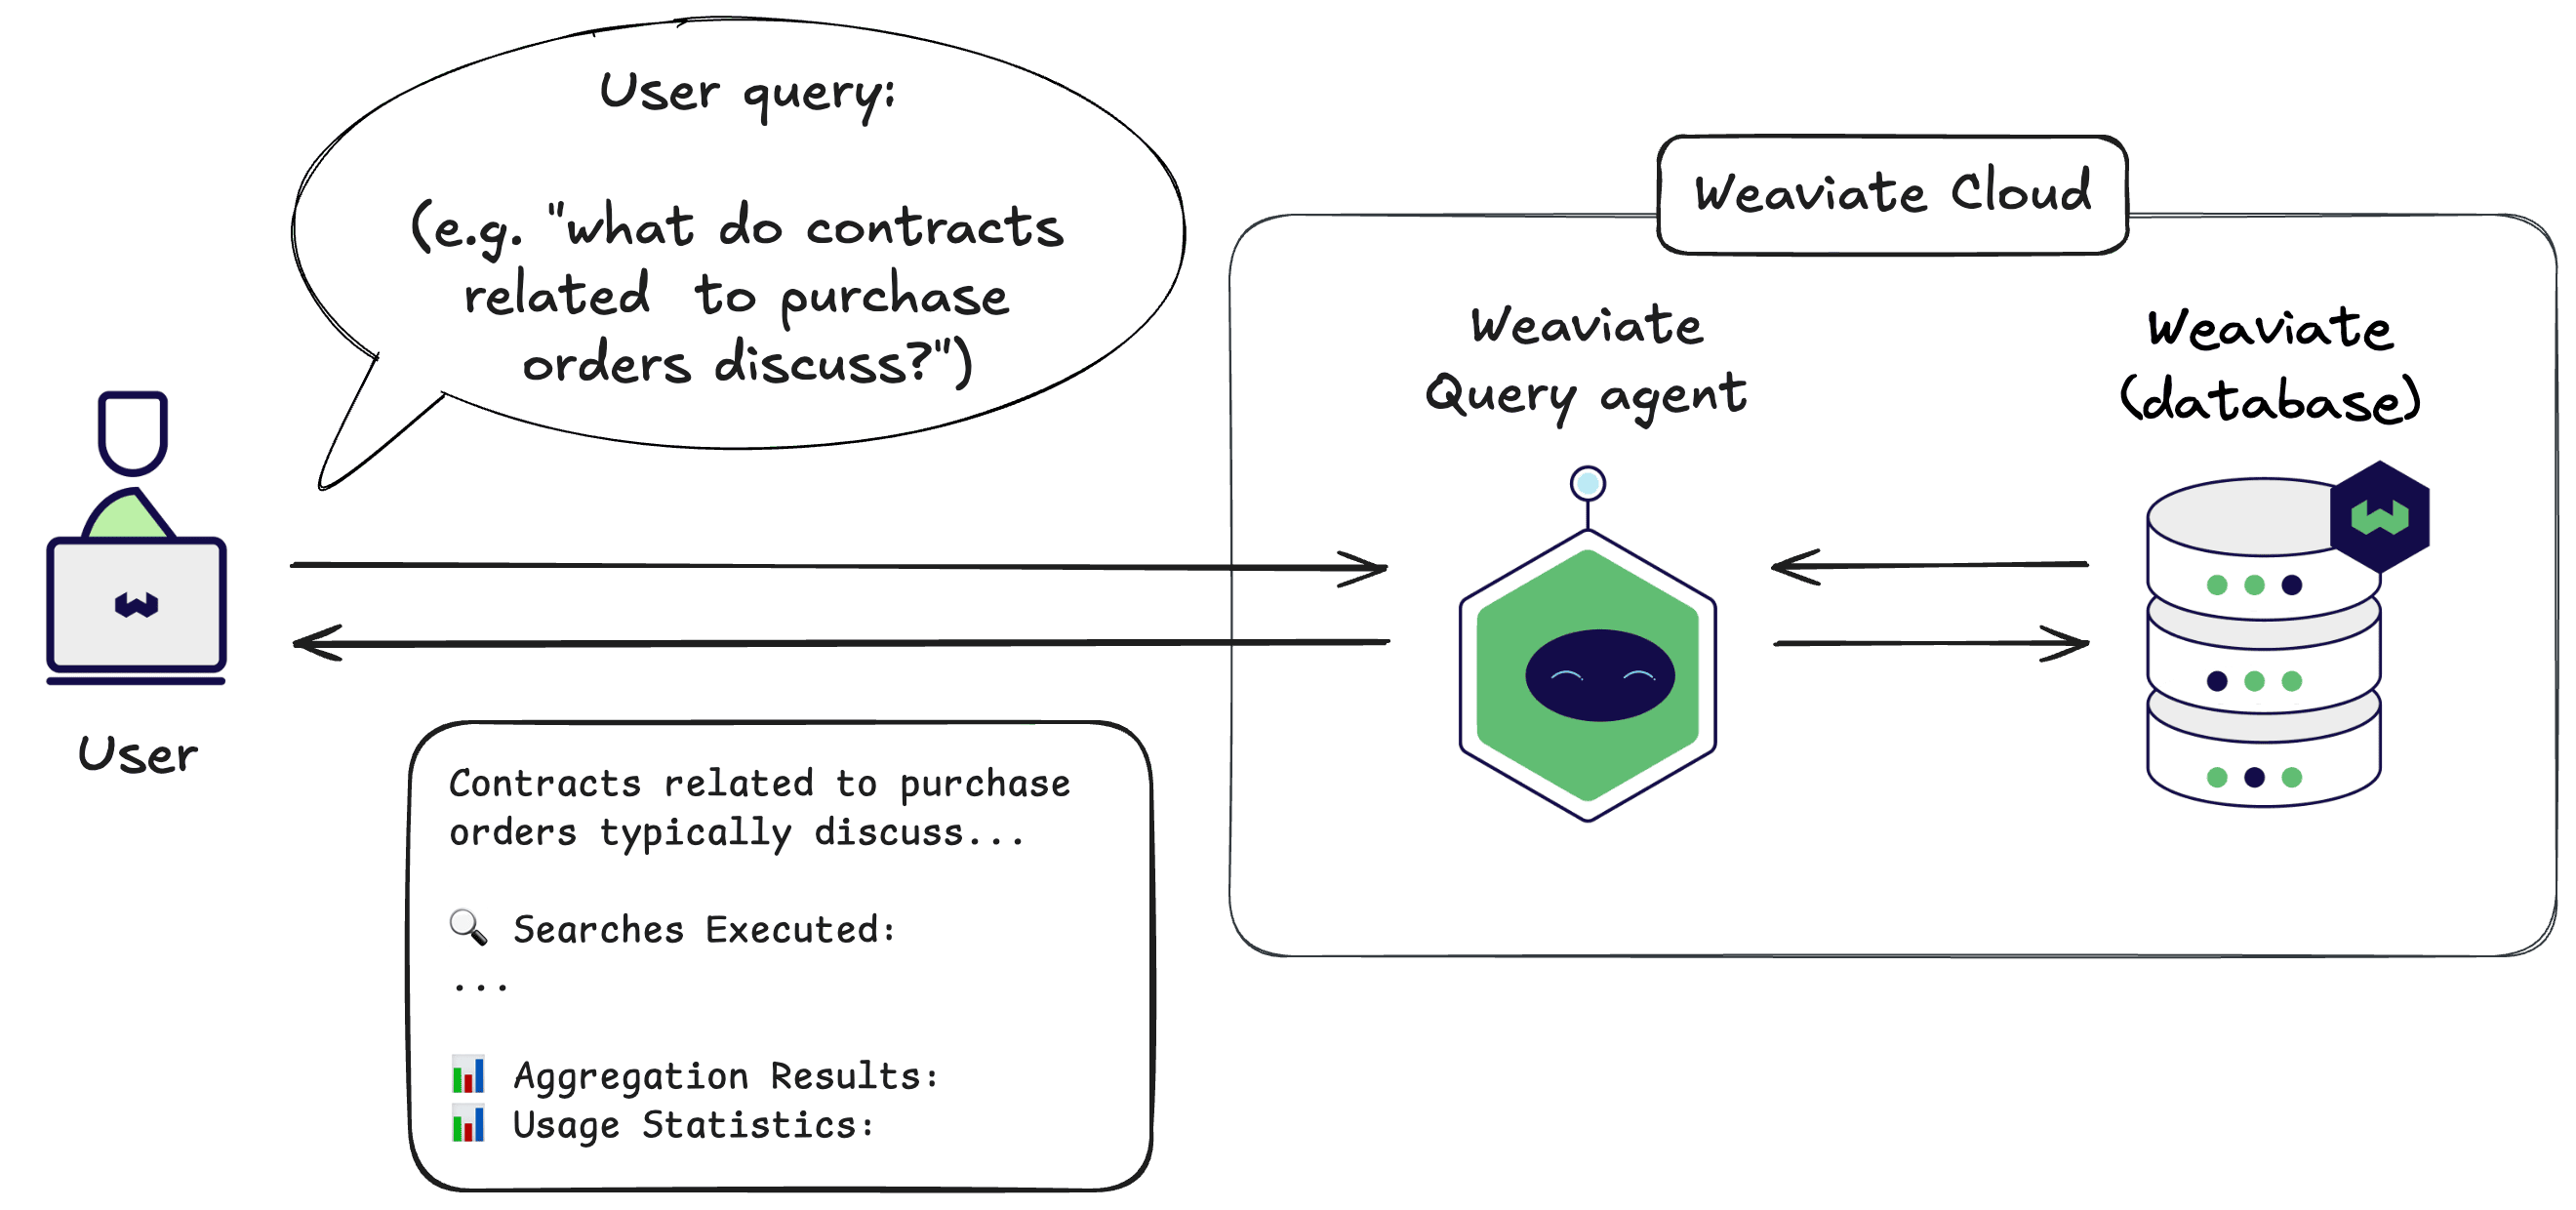 User query:
(e.g. "what do contracts
related to purchase
orders discuss?")
Weaviate Cloud
Weaviate
Query agent
Weaviate
(database)
User
Contracts related to purchase
orders typically discuss...
🔍 Searches Executed:
...
📊 Aggregation Results:
📊 Usage Statistics: